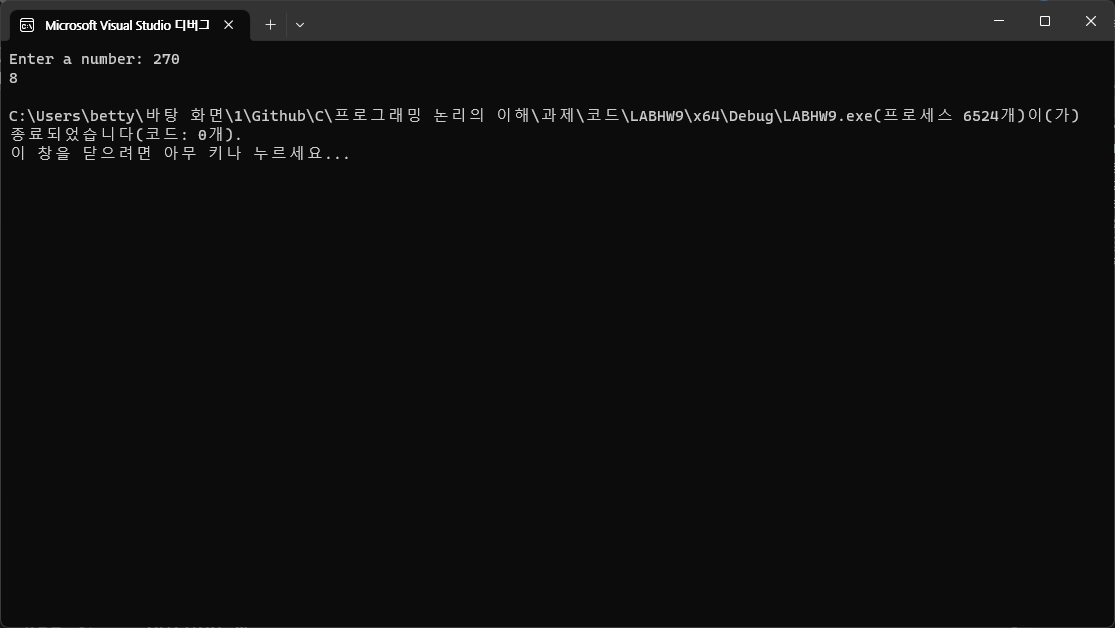 Microsoft Visual Studio 디버그
Enter a number: 270
8
C:\Users\betty\바탕 화면\1\Github\C\프로그래밍 논리의 이해\과제\코드\LABHW9\x64\Debug\LABHW9.exe(프로세스 6524개)이(가)
종료되었습니다(코드: 0개).
이 창을 닫으려면 아무 키나 누르세요...